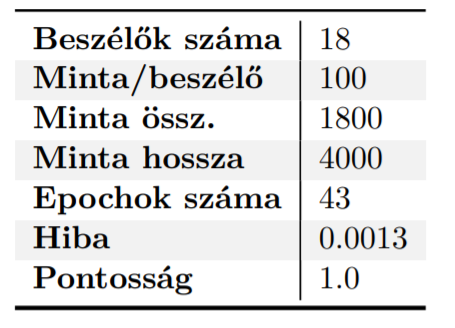 Beszélők száma 18
Minta/beszélő 100
Minta össz. 1800
Minta hossza 4000
Epochok száma 43
Hiba 0.0013
Pontosság 1.0